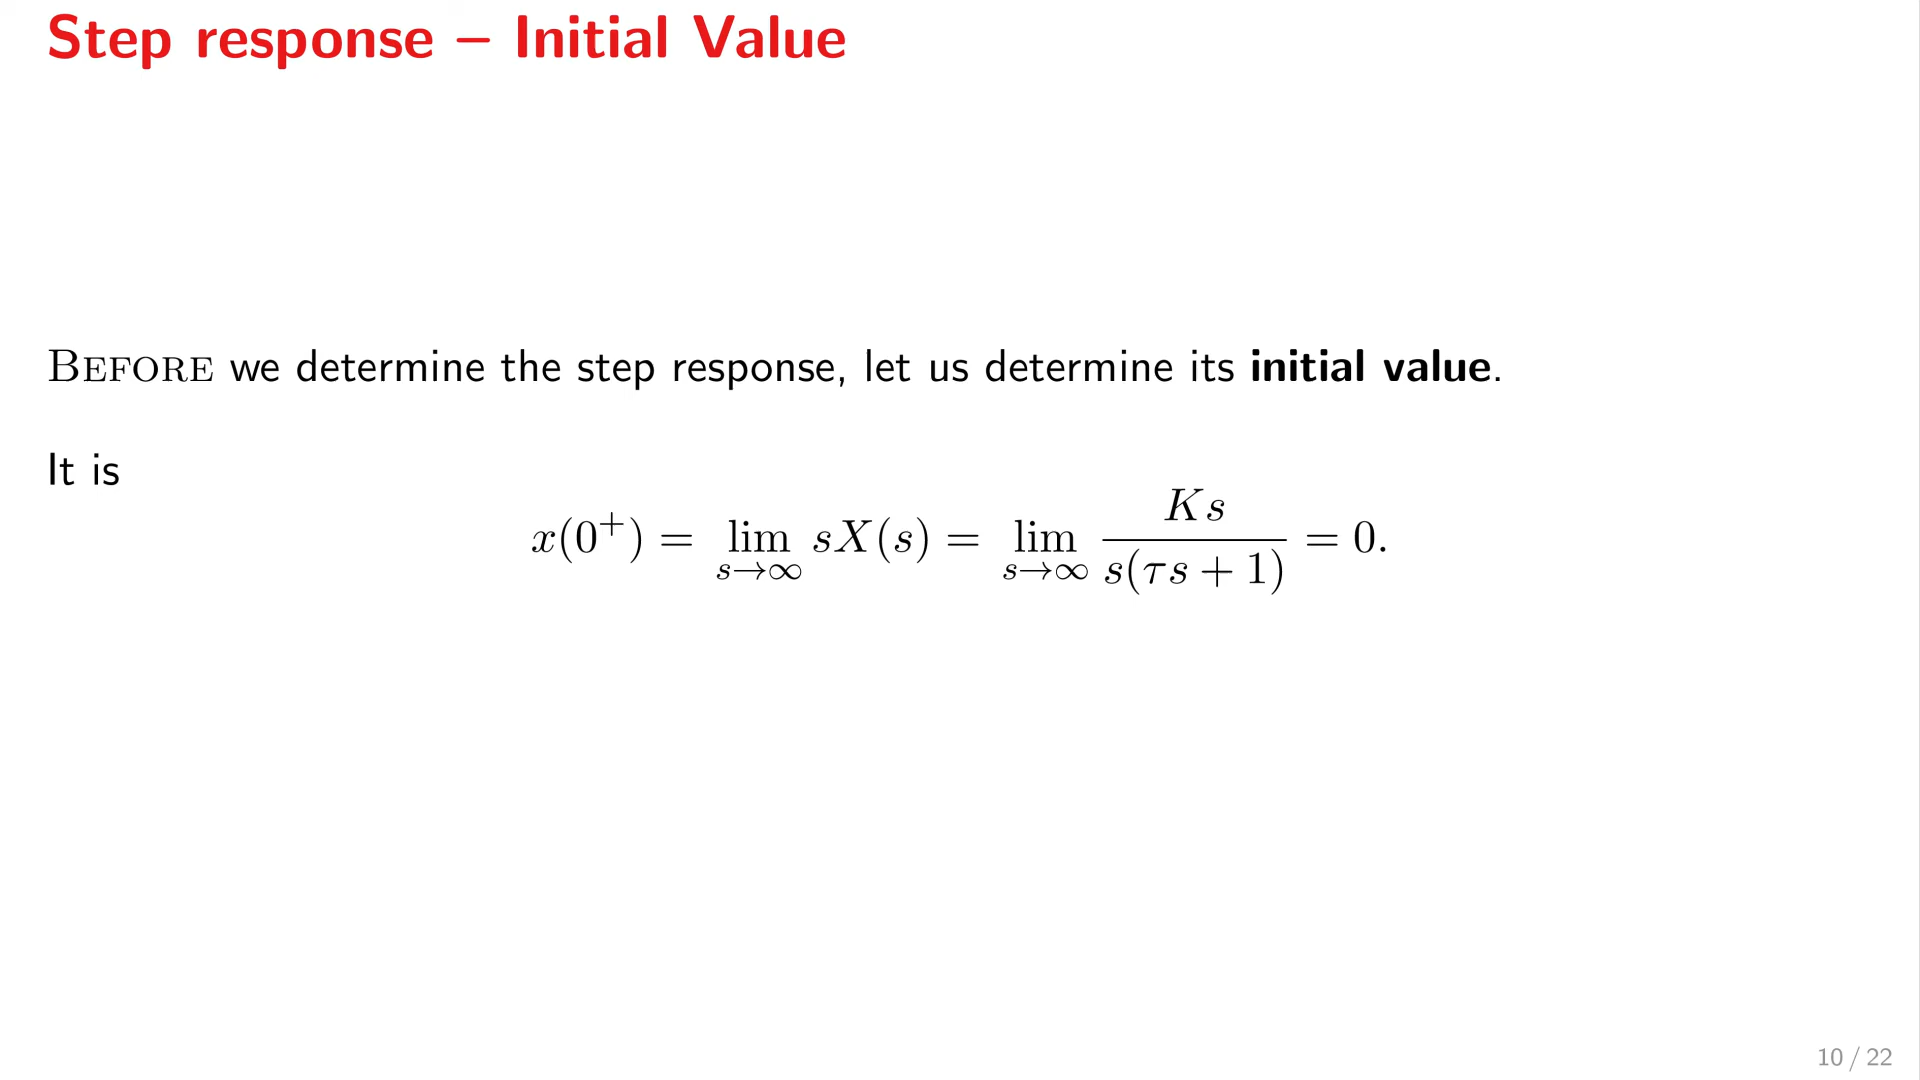 Step response – Initial Value
Before we determine the step response, let us determine its initial value.
It is
x(0⁺) = lim_{s→∞} sX(s) = lim_{s→∞} Ks / s(τs + 1) = 0.
10 / 22